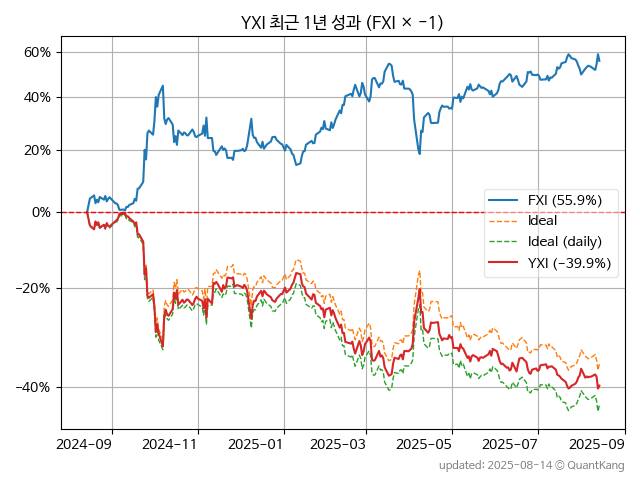 YXI 최근 1년 성과 (FXI × −1)
60%
40%
20%
0%
−20%
−40%
FXI (55.9%)
Ideal
Ideal (daily)
YXI (−39.9%)
2024−09 2024−11 2025−01 2025−03 2025−05 2025−07 2025−09
updated: 2025-08-14 © QuantKang